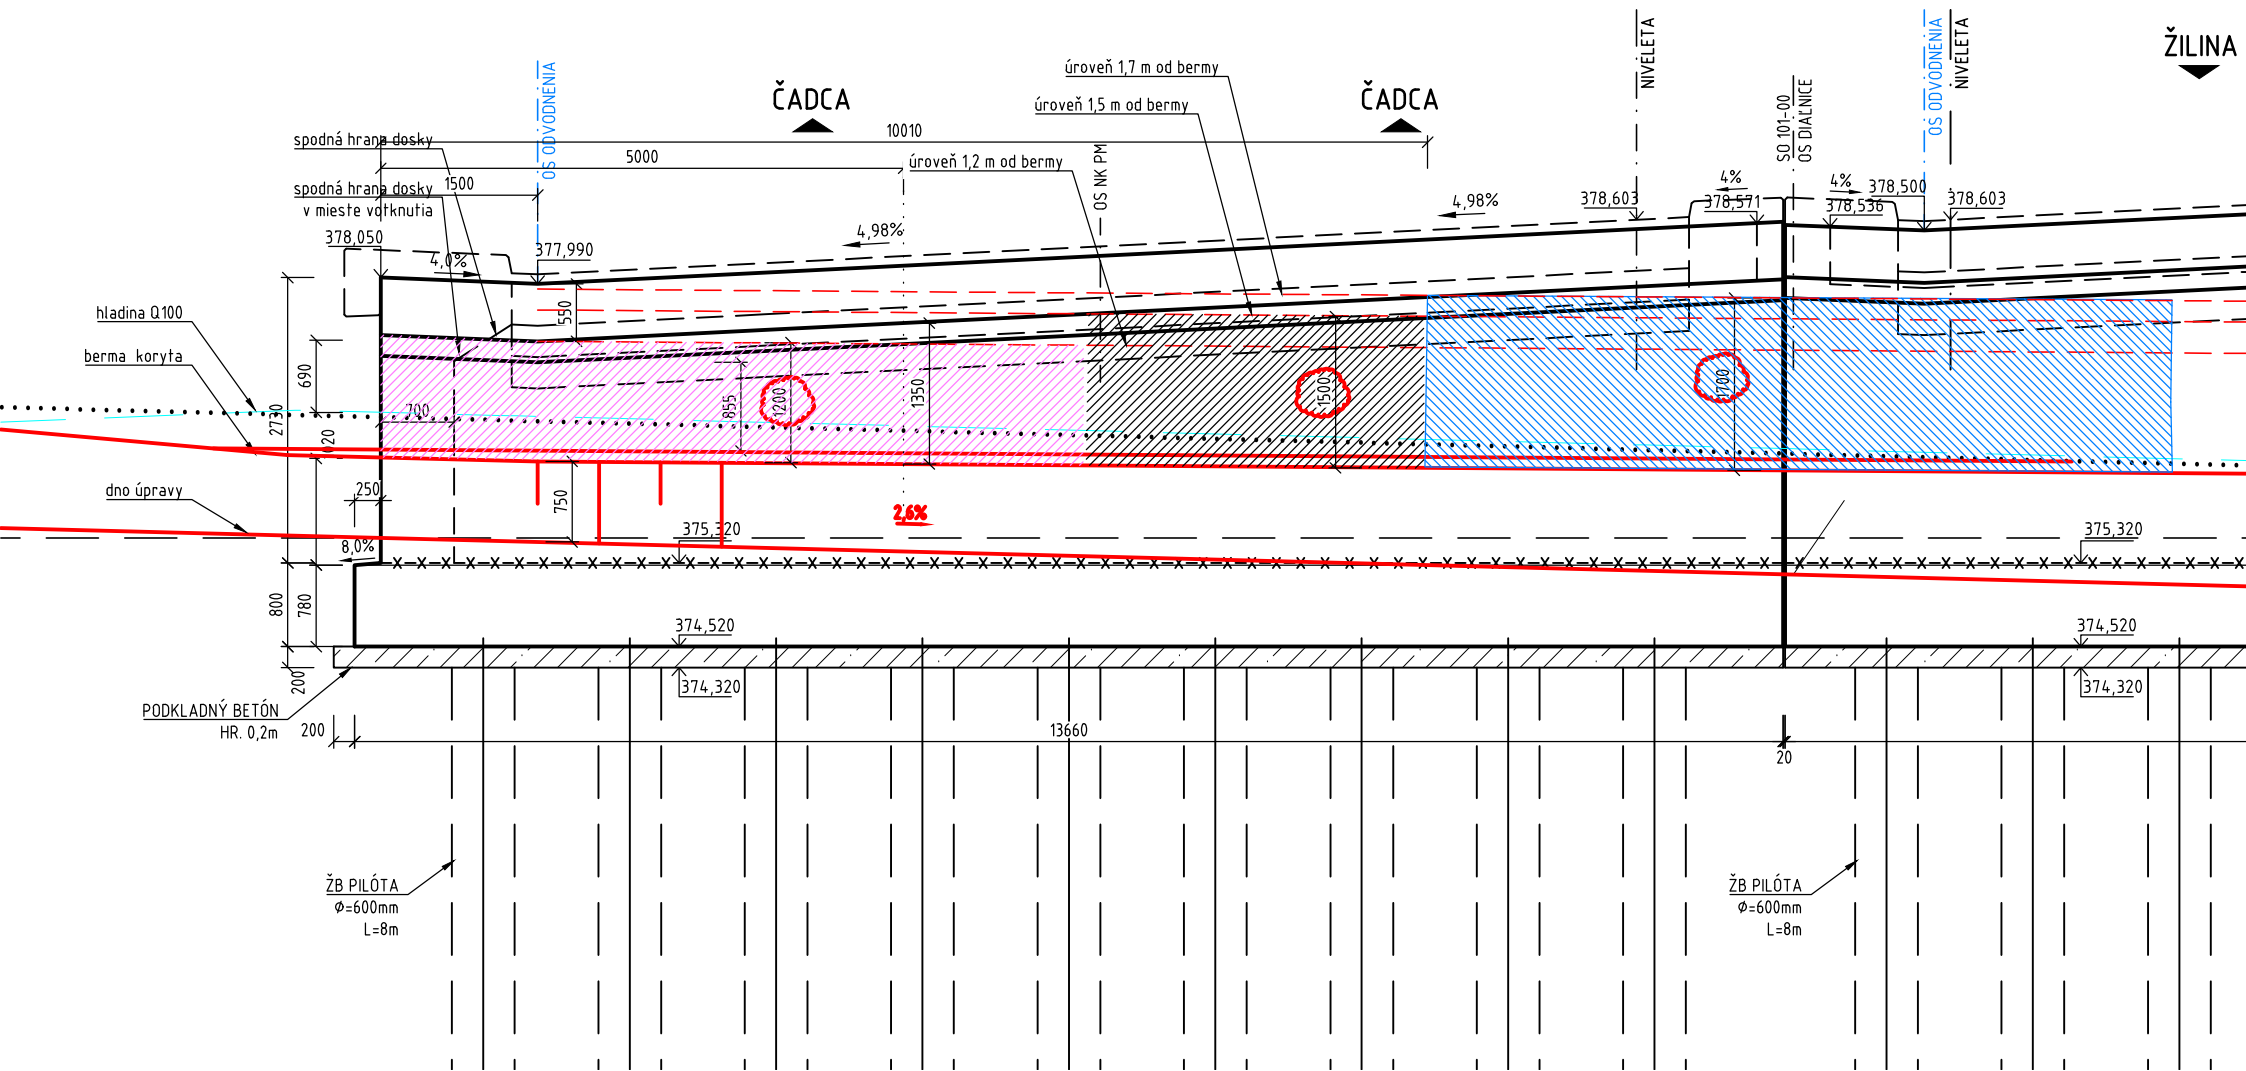 NIVELETA
OS ODVODNENIA
NIVELETA
ŽILINA
úroveň 1,7 m od bermy
OS ODVODNENIA
ČADCA
ČADCA
úroveň 1,5 m od bermy
SO 101-00
OS DIAĽNICE
spodná hrana dosky
10010
5000
úroveň 1,2 m od bermy
OS NK PM
1500
spodná hrana dosky
v mieste votknutia
4%
4%
378,500
378,603
378,571
378,536
378,603
4,98%
4,98%
378,050
377,990
4,0%
hladina Q100
550
berma koryta
690
2730
700
855
1200
1350
1500
1700
dno úpravy
250
750
2,6%
375,320
375,320
8,0%
800
780
374,520
374,520
200
374,320
374,320
PODKLADNÝ BETÓN
HR. 0,2m
200
13660
20
ŽB PILÓTA
Ø=600mm
L=8m
ŽB PILÓTA
Ø=600mm
L=8m